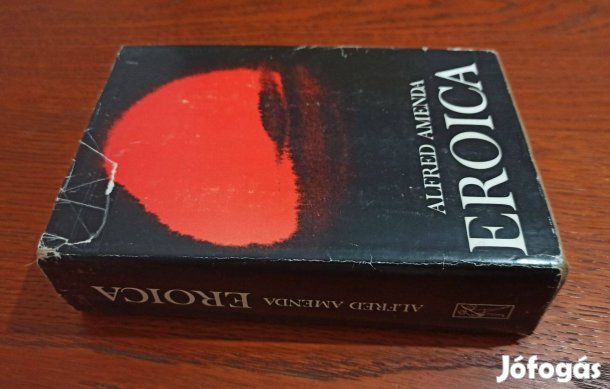 ALFRED AMENDA
EROICA
ALFRED AMENDA EROICA
Jófogás